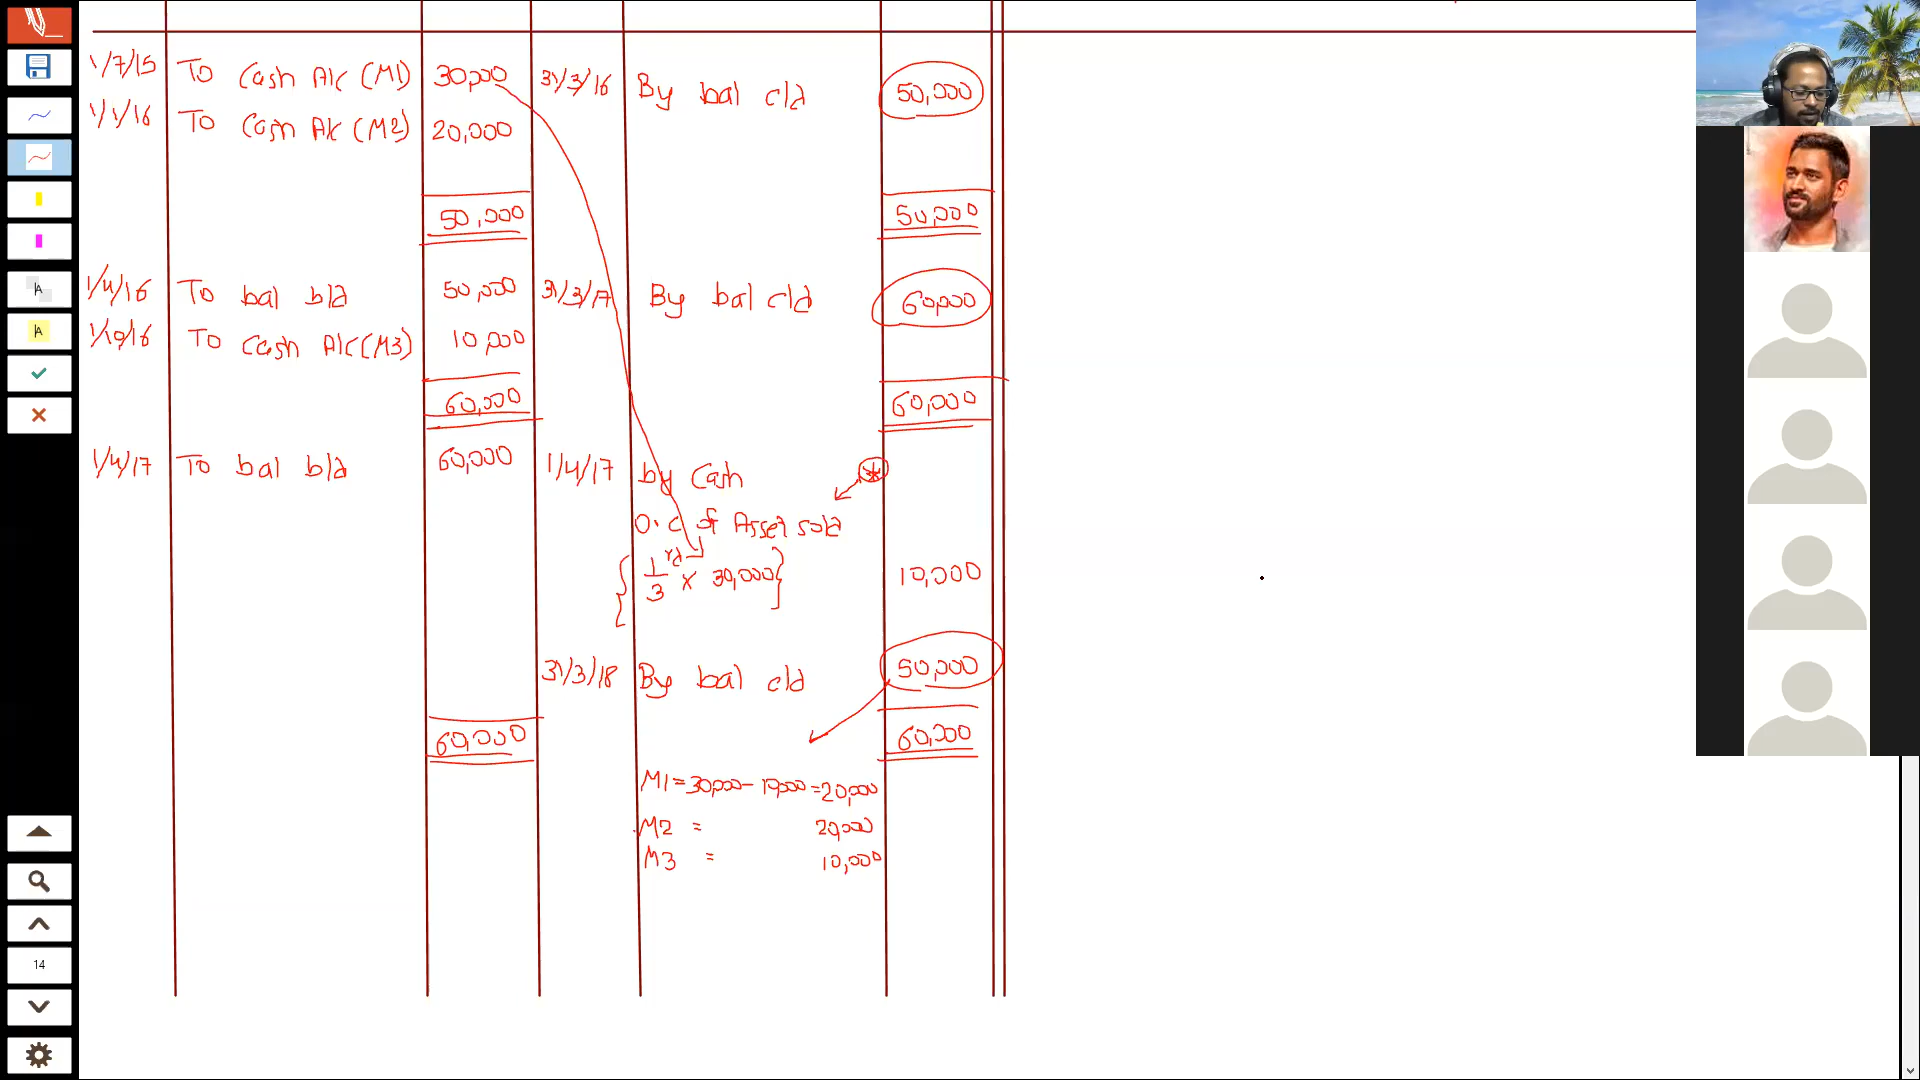 1/7/15 To Cash A/c (M1) 30,000 31/3/16 By bal c/d 50,000
1/1/16 To Cash A/c (M2) 20,000
50,000 50,000
1/4/16 To bal b/d 50,000 31/3/17 By bal c/d 60,000
1/10/16 To Cash A/c (M3) 10,000
60,000 60,000
1/4/17 To bal b/d 60,000 1/4/17 by Cash *
O.C of Asset sold
{ 1/3 rd x 30,000 } 10,000
31/3/18 By bal c/d 50,000
60,000 60,000
M1 = 30,000 - 10,000 = 20,000
M2 = 20,000
M3 = 10,000
A
A
14